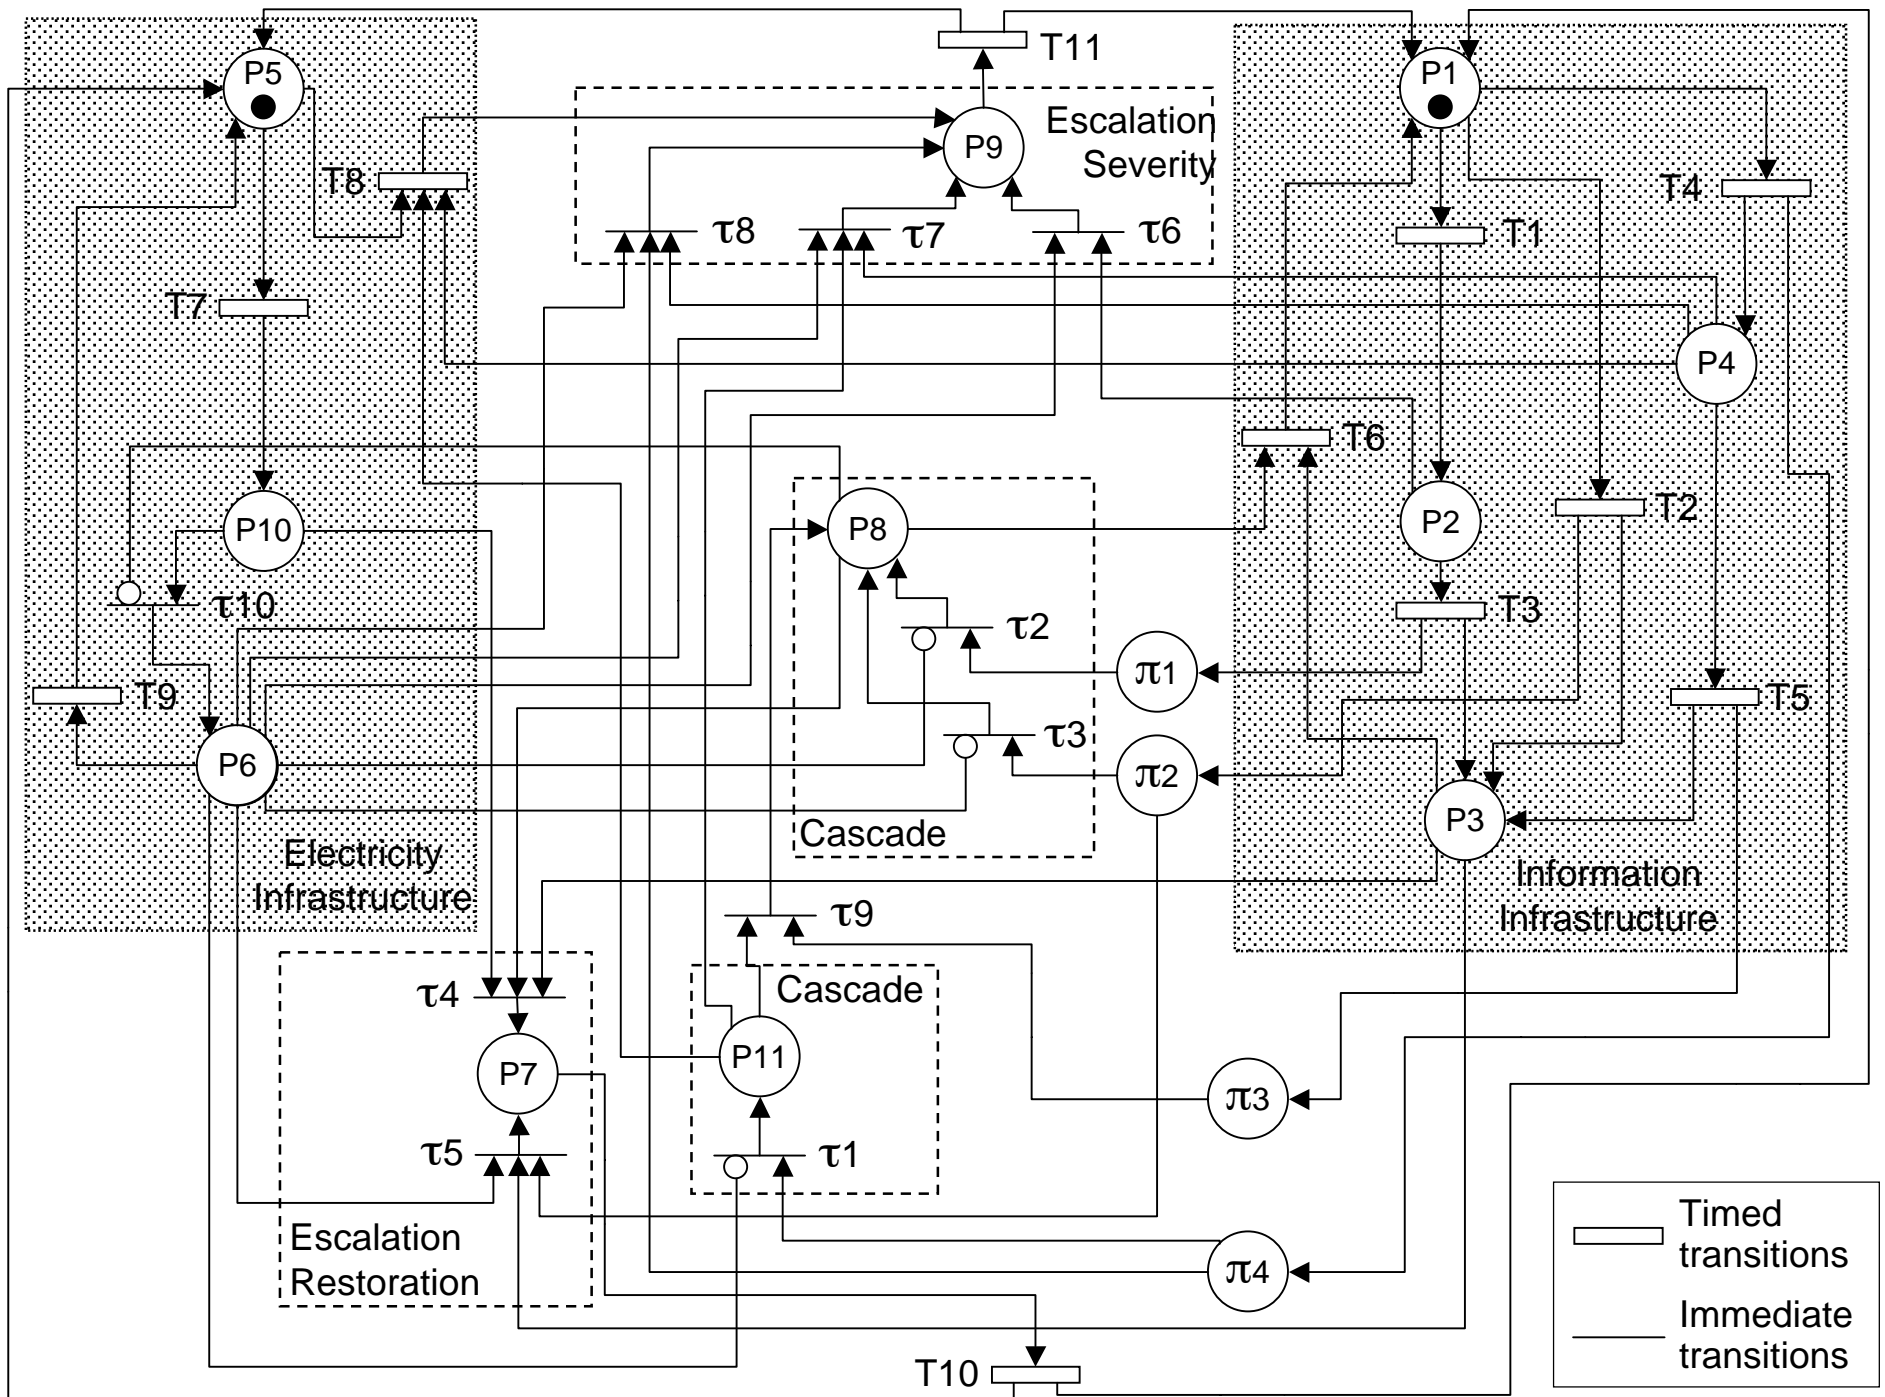 T11
P5
P1
Escalation
Severity
P9
T8
T4
τ8
τ7
τ6
T1
T7
P4
T6
P10
P8
P2
T2
τ10
τ2
T3
π1
T9
T5
τ3
P6
π2
P3
Cascade
Electricity
Infrastructure
Information
Infrastructure
τ9
τ4
Cascade
P7
P11
π3
τ5
τ1
Escalation
Restoration
π4
Timed
transitions
Immediate
transitions
T10